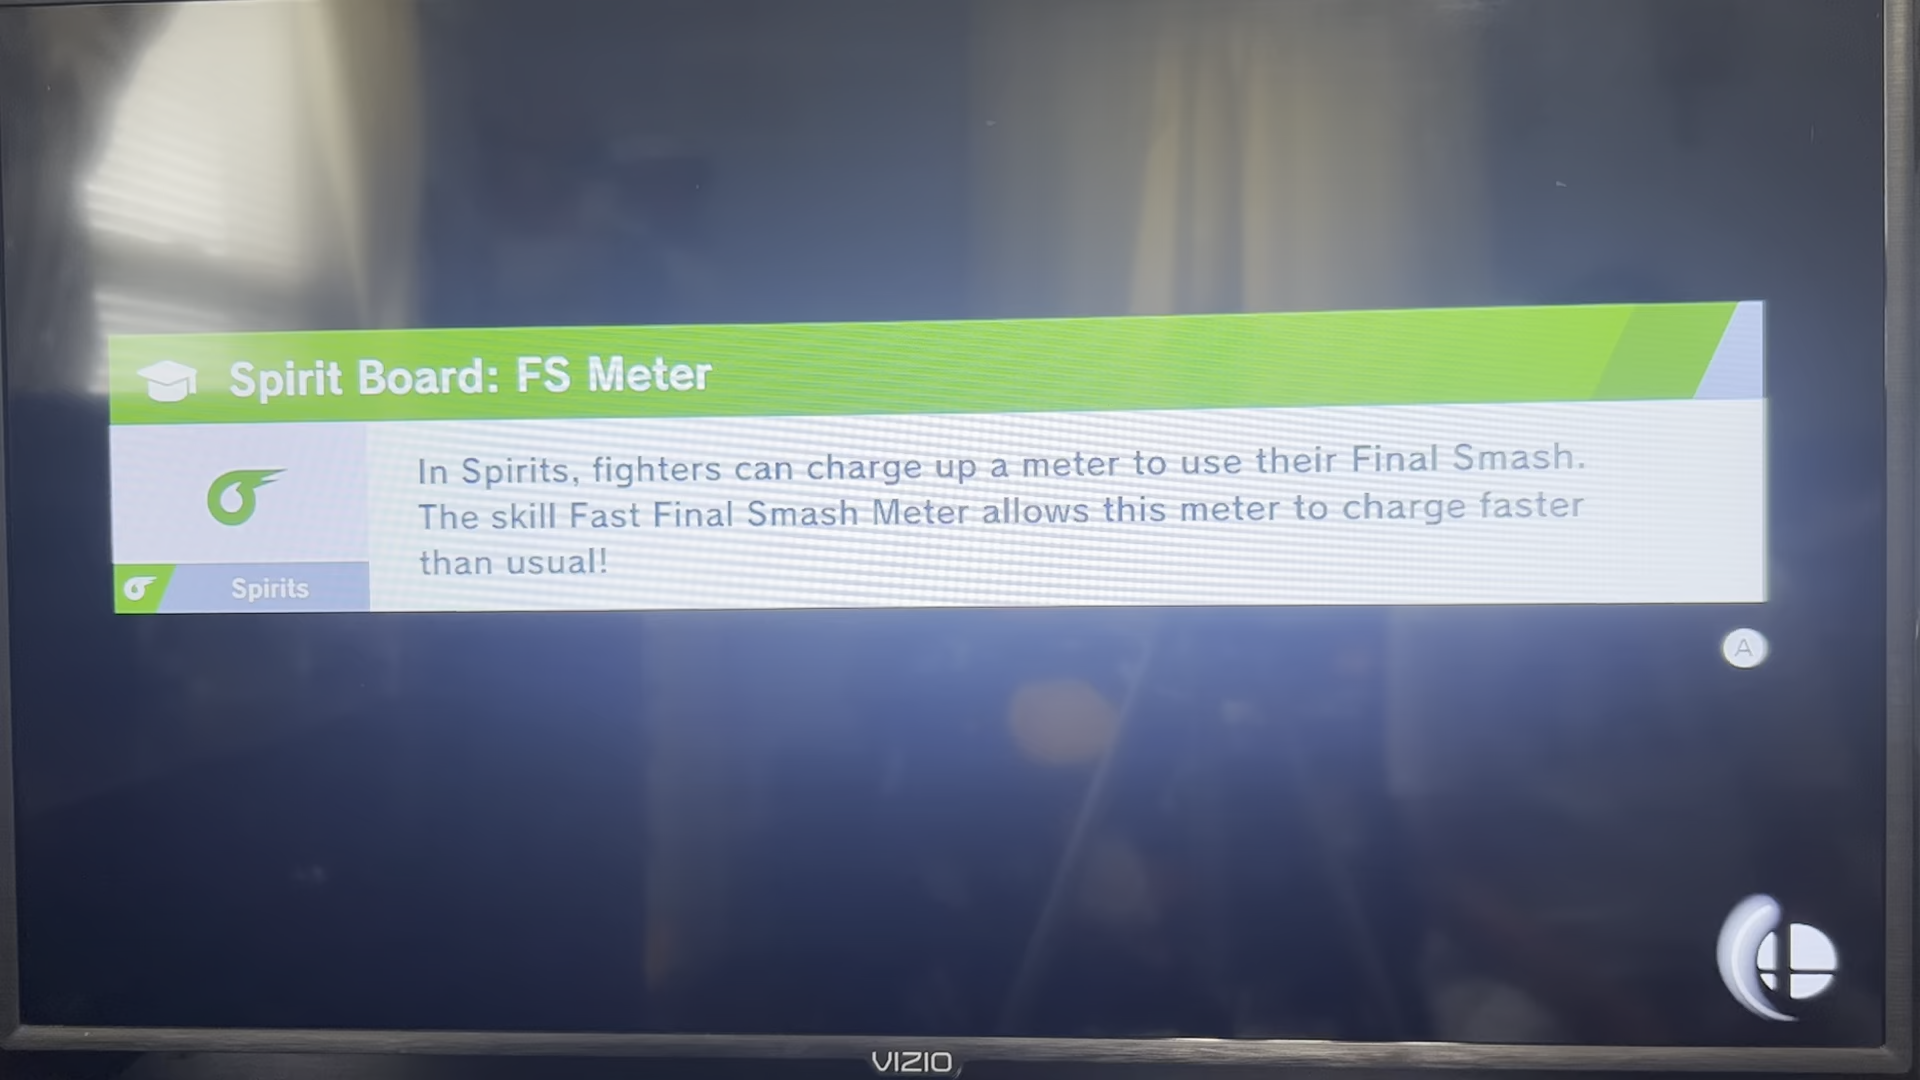 Spirit Board: FS Meter
In Spirits, fighters can charge up a meter to use their Final Smash.
The skill Fast Final Smash Meter allows this meter to charge faster
than usual!
Spirits
A
VIZIO